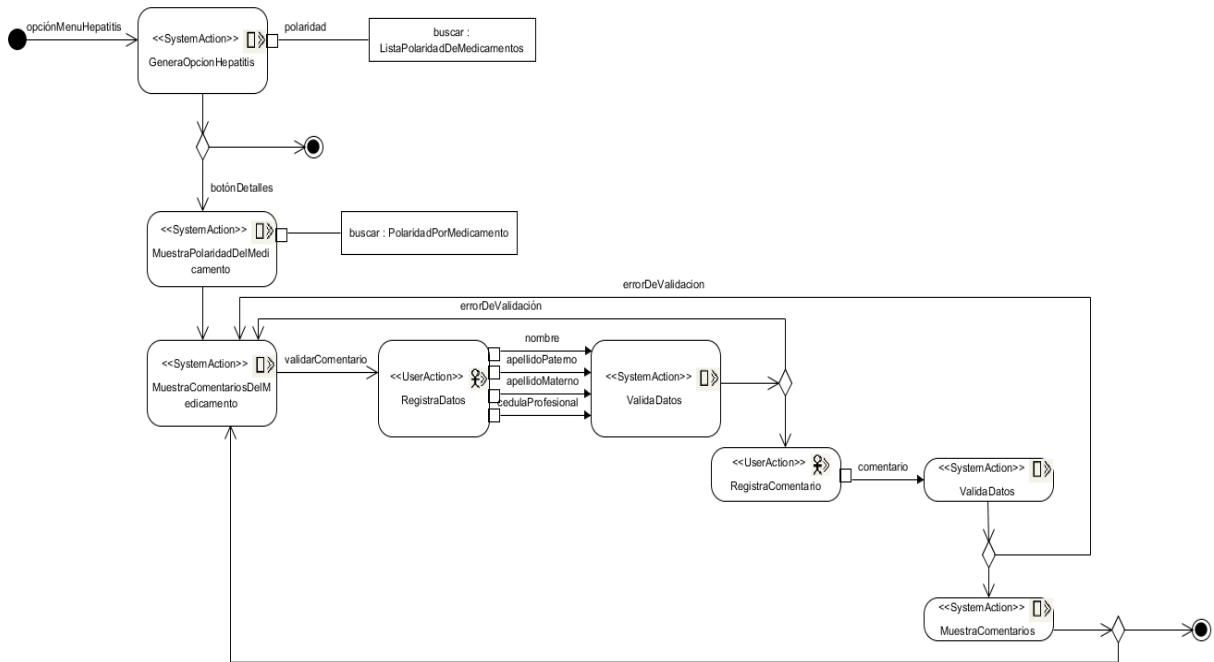 opciónMenuHepatitis
<<SystemAction>>
GeneraOpcionHepatitis
polaridad
buscar :
ListaPolaridadDeMedicamentos
botónDetalles
<<SystemAction>>
MuestraPolaridadDelMedi
camento
buscar : PolaridadPorMedicamento
errorDeValidacion
errorDeValidación
<<SystemAction>>
MuestraComentariosDelM
edicamento
validarComentario
<<UserAction>>
RegistraDatos
nombre
apellidoPaterno
apellidoMaterno
cedulaProfesional
<<SystemAction>>
ValidaDatos
<<UserAction>>
RegistraComentario
comentario
<<SystemAction>>
ValidaDatos
<<SystemAction>>
MuestraComentarios